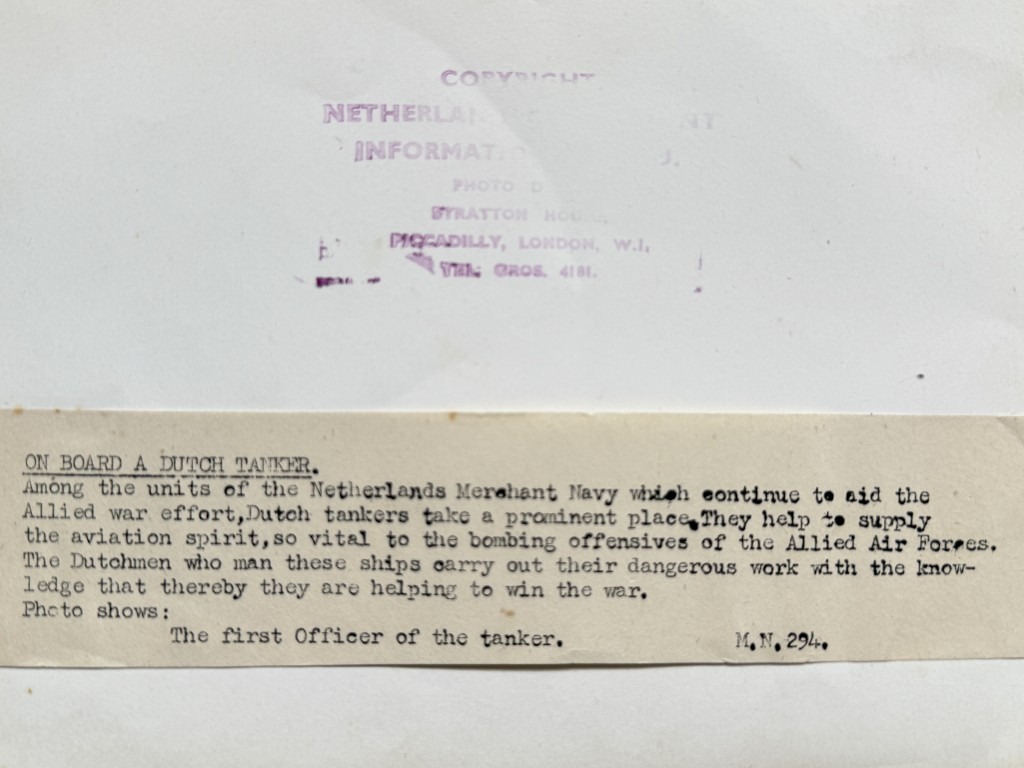 COPYRIGHT
NETHERLAN
INFORMAT
PHOTO D
STRATTON HOUS
PICCADILLY, LONDON, W.1.
TEL: GROS. 4181.
ON BOARD A DUTCH TANKER.
Among the units of the Netherlands Merchant Navy which continue to aid the
Allied war effort,Dutch tankers take a prominent place.They help to supply
the aviation spirit,so vital to the bombing offensives of the Allied Air Forces.
The Dutchmen who man these ships carry out their dangerous work with the know-
ledge that thereby they are helping to win the war.
Photo shows:
The first Officer of the tanker. M.N.294.